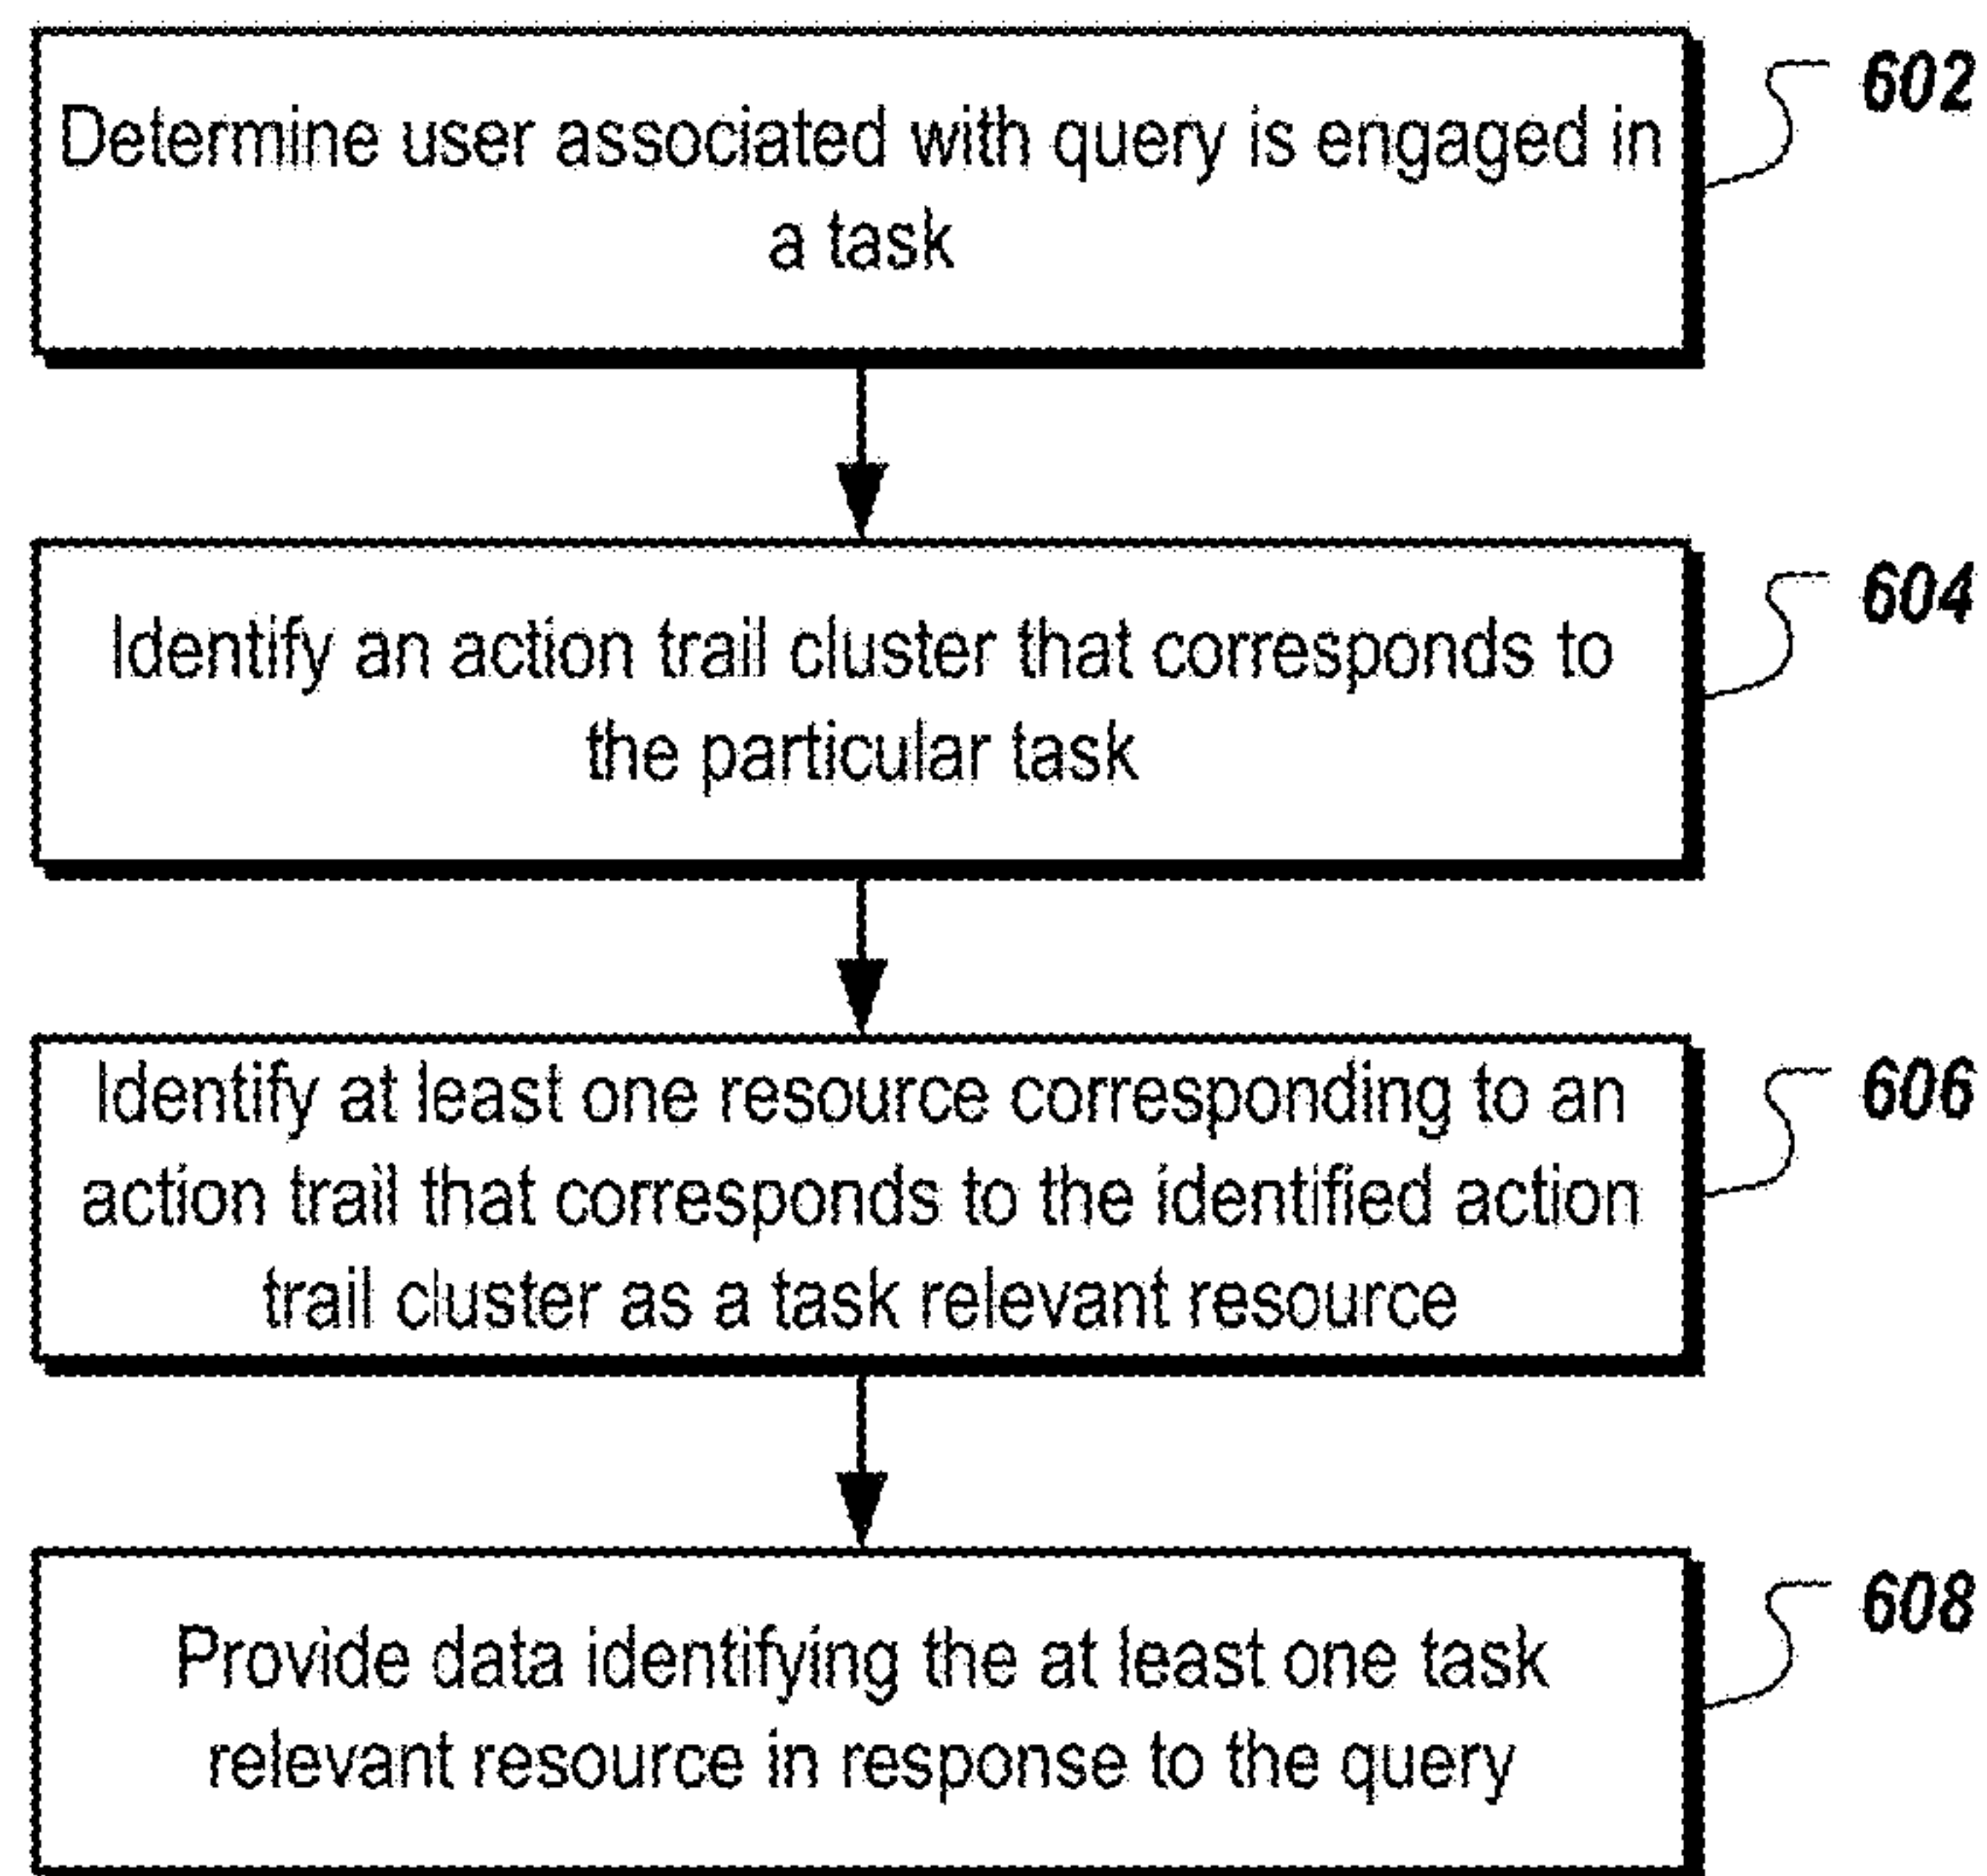 Determine user associated with query is engaged in
a task
602
Identify an action trail cluster that corresponds to
the particular task
604
Identify at least one resource corresponding to an
action trail that corresponds to the identified action
trail cluster as a task relevant resource
606
Provide data identifying the at least one task
relevant resource in response to the query
608